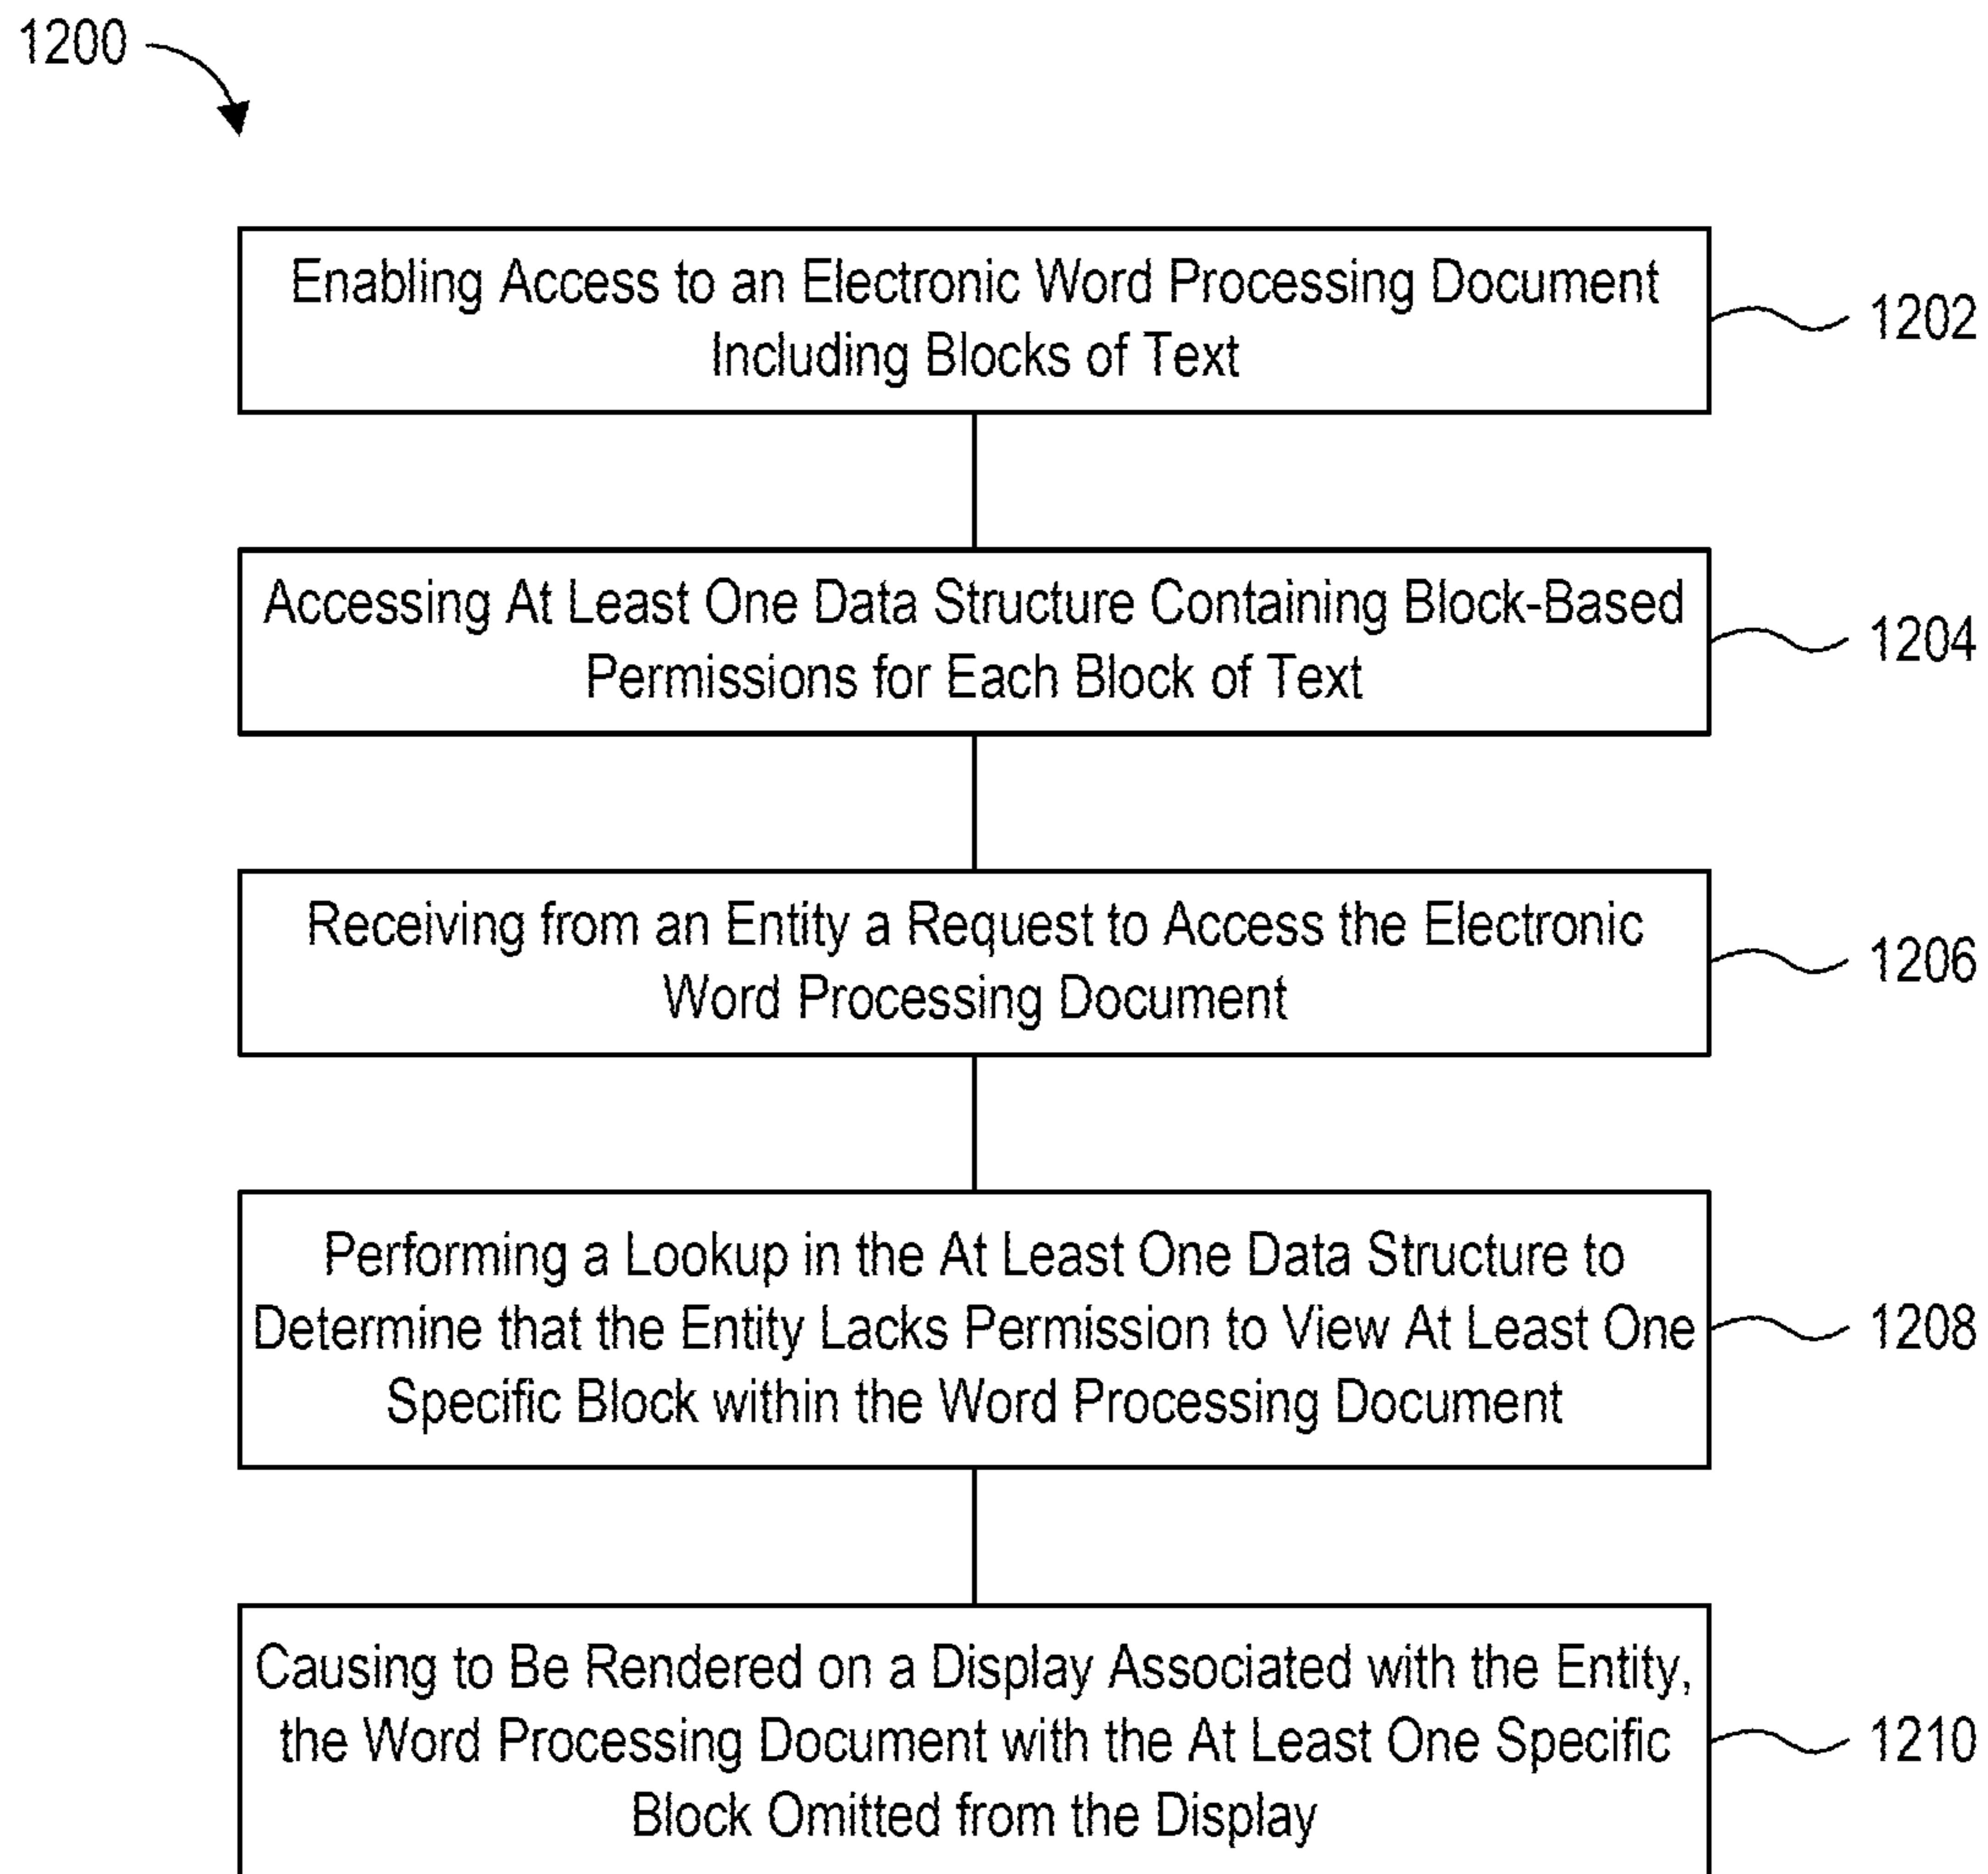 1200
Enabling Access to an Electronic Word Processing Document
Including Blocks of Text
1202
Accessing At Least One Data Structure Containing Block-Based
Permissions for Each Block of Text
1204
Receiving from an Entity a Request to Access the Electronic
Word Processing Document
1206
Performing a Lookup in the At Least One Data Structure to
Determine that the Entity Lacks Permission to View At Least One
Specific Block within the Word Processing Document
1208
Causing to Be Rendered on a Display Associated with the Entity,
the Word Processing Document with the At Least One Specific
Block Omitted from the Display
1210